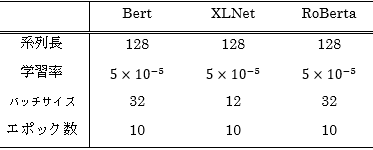 Bert XLNet RoBerta
系列長 128 128 128
学習率 5 × 10⁻⁵ 5 × 10⁻⁵ 5 × 10⁻⁵
バッチサイズ 32 12 32
エポック数 10 10 10